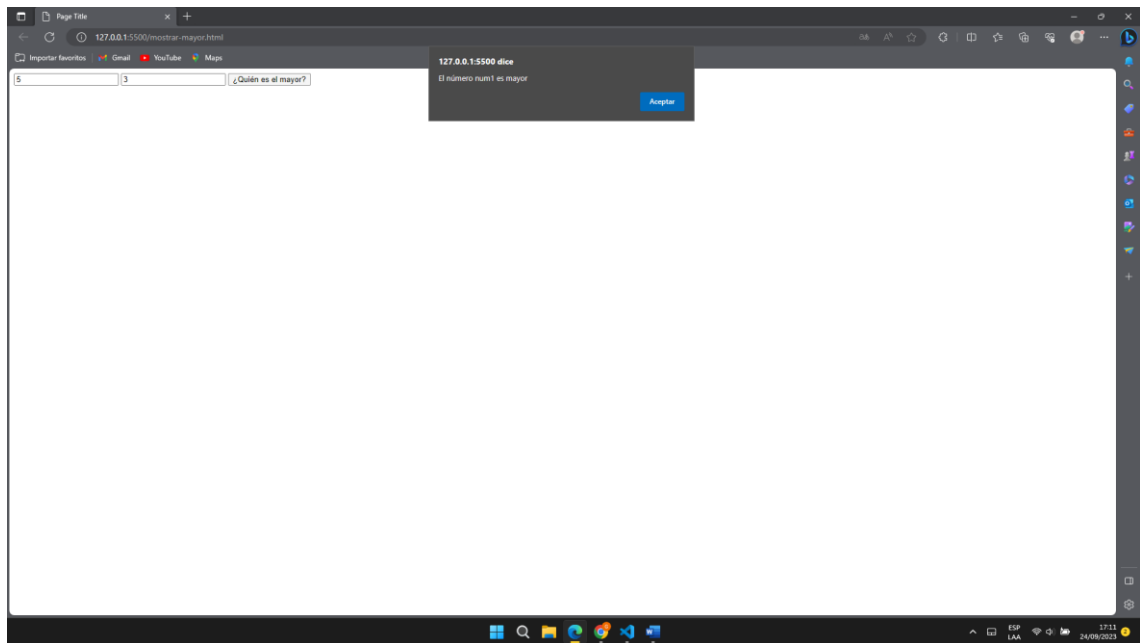 Page Title
127.0.0.1:5500/mostrar-mayor.html
Importar favoritos
Gmail
YouTube
Maps
127.0.0.1:5500 dice
El número num1 es mayor
Aceptar
5
3
¿Quién es el mayor?
ESP
LAA
17:11
24/09/2023
2